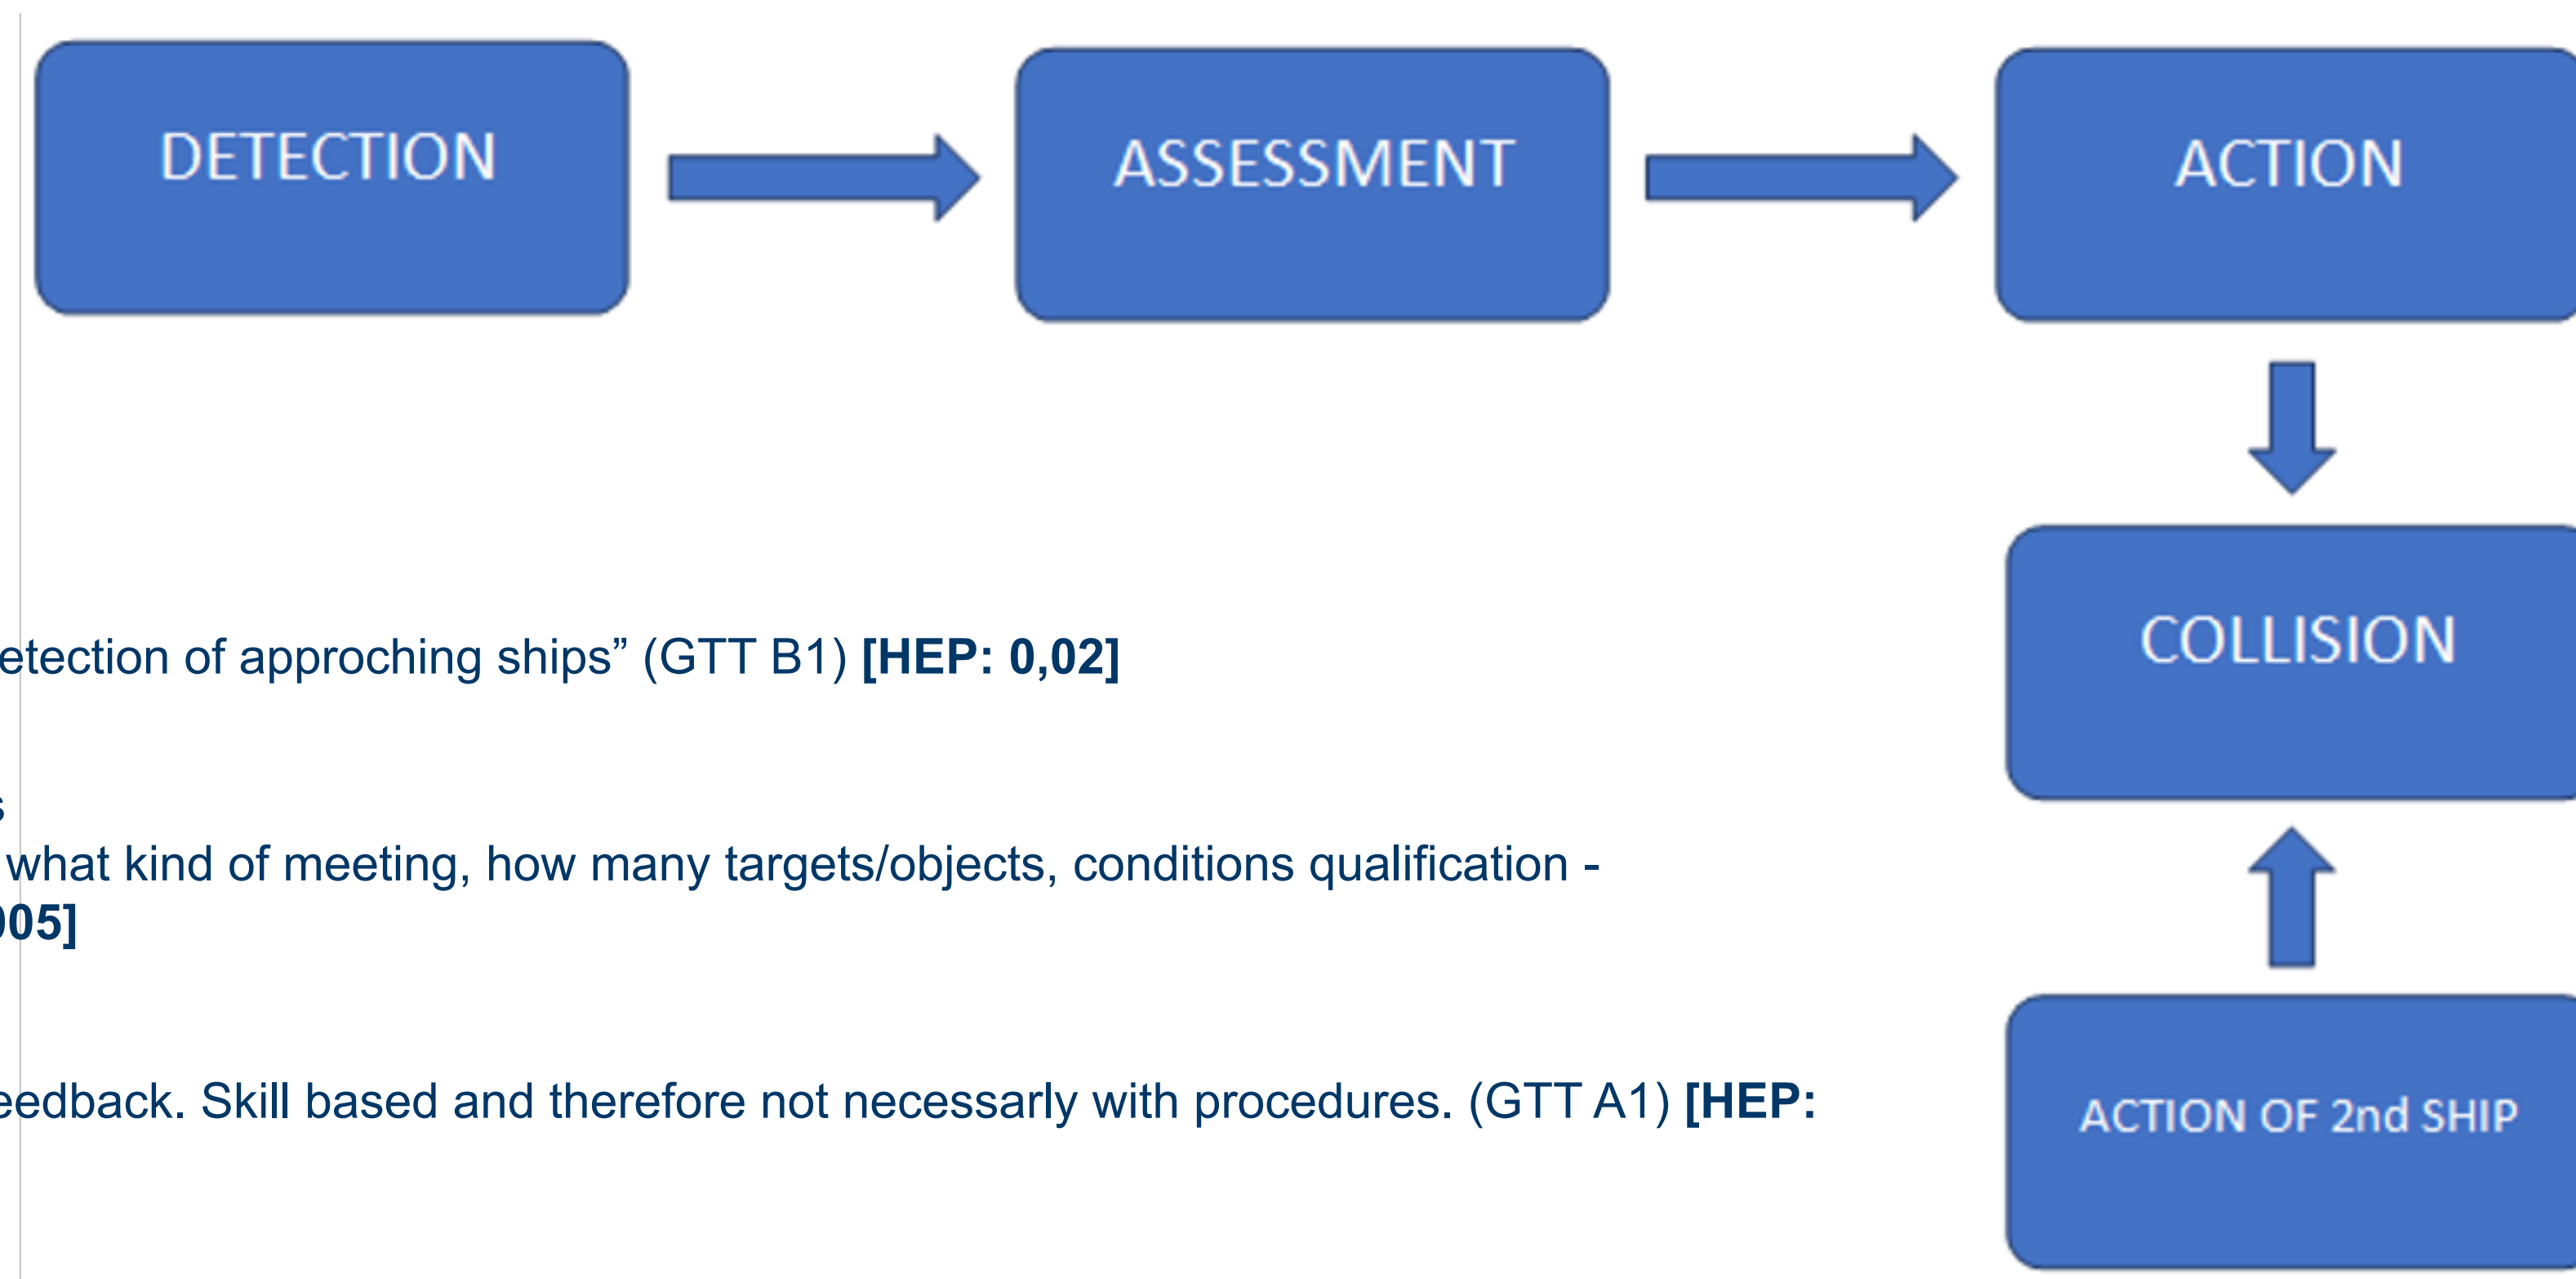 DETECTION
ASSESSMENT
ACTION
COLLISION
etection of approching ships” (GTT B1) [HEP: 0,02]
s
what kind of meeting, how many targets/objects, conditions qualification -
005]
eedback. Skill based and therefore not necessarly with procedures. (GTT A1) [HEP:
ACTION OF 2nd SHIP